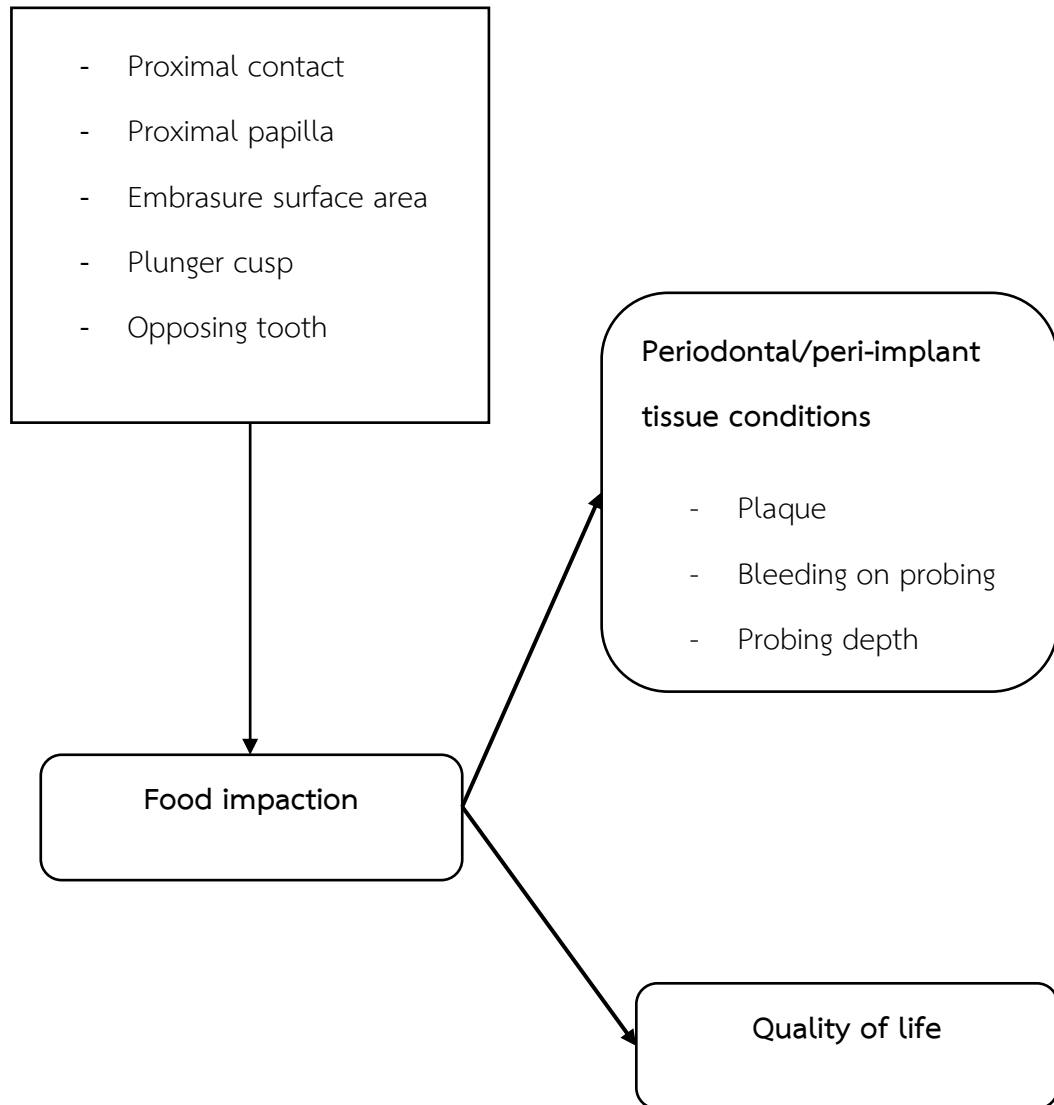 - Proximal contact
- Proximal papilla
- Embrasure surface area
- Plunger cusp
- Opposing tooth
Periodontal/peri-implant
tissue conditions
- Plaque
- Bleeding on probing
- Probing depth
Food impaction
Quality of life